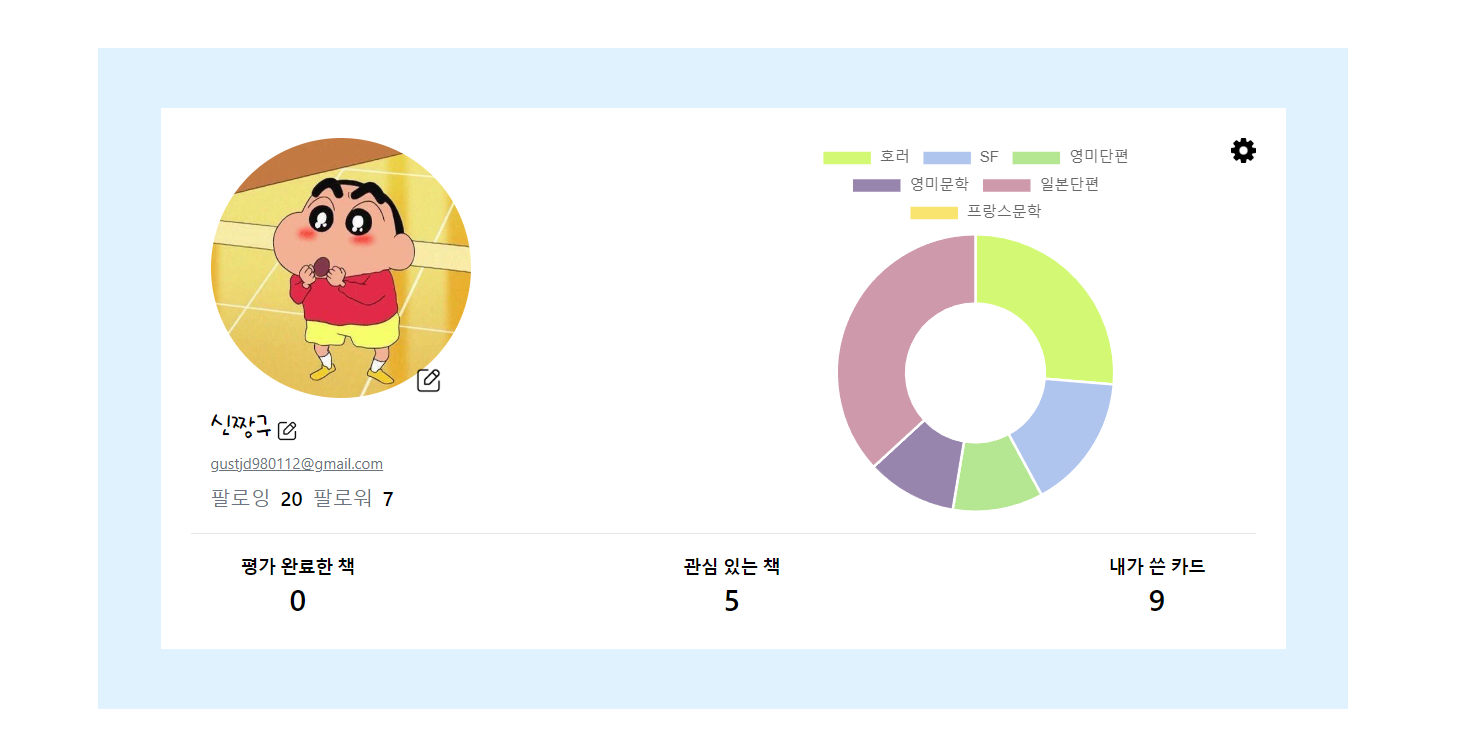 호러 SF 영미단편
영미문학 일본단편
프랑스문학
신짱구
gustjd980112@gmail.com
팔로잉 20 팔로워 7
평가 완료한 책 관심 있는 책 내가 쓴 카드
0 5 9